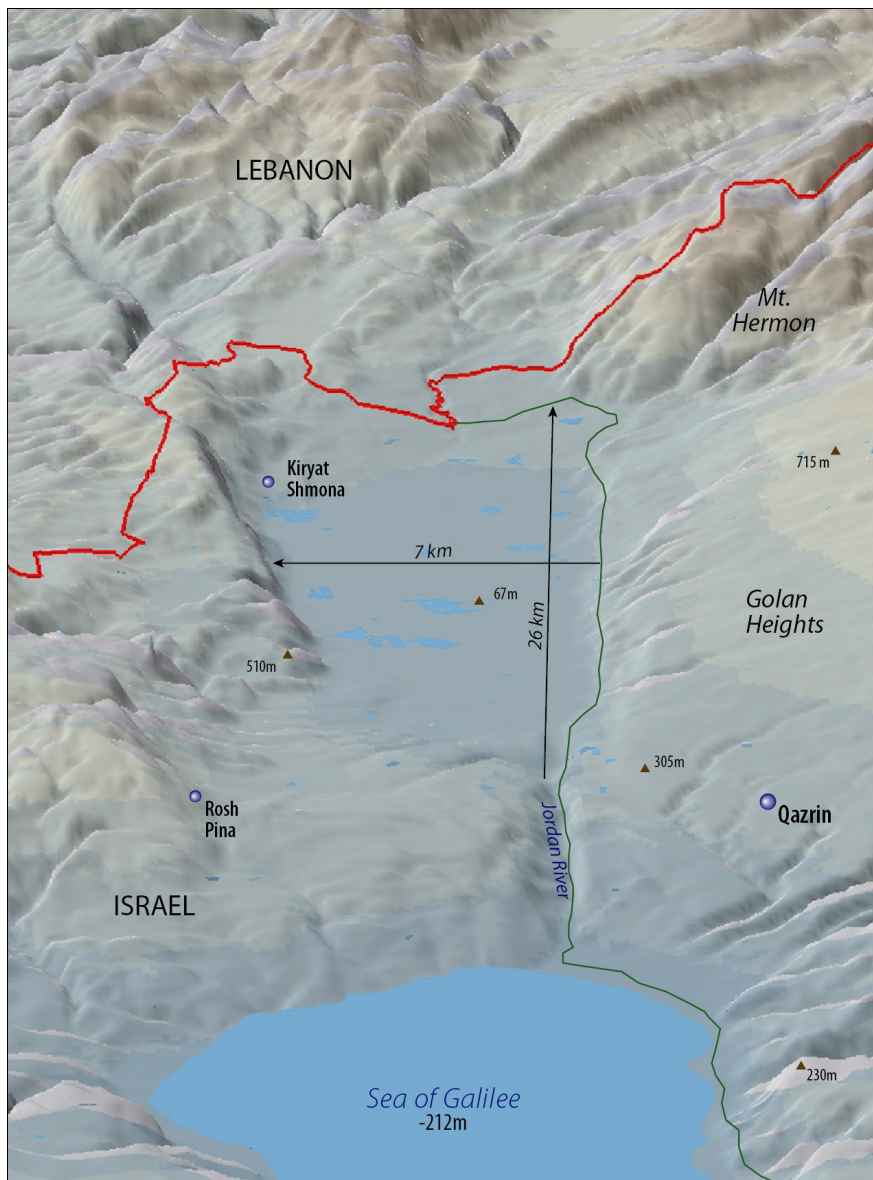 LEBANON
Mt.
Hermon
715 m
Kiryat
Shmona
7 km
67m
26 km
Golan
Heights
510m
305m
Rosh
Pina
Qazrin
Jordan River
ISRAEL
230m
Sea of Galilee
-212m